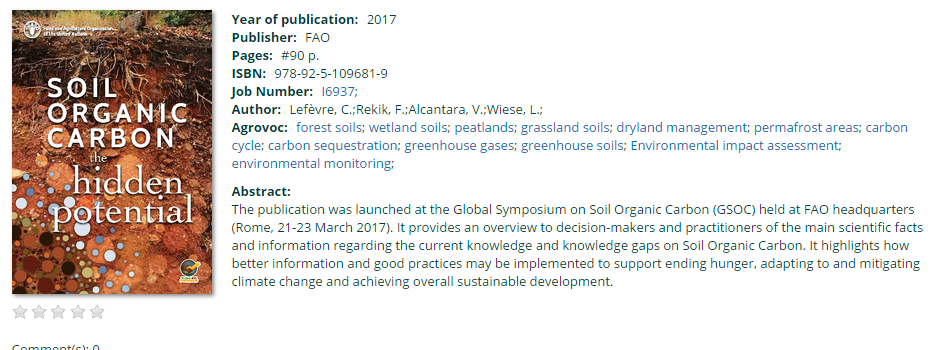 Food and Agriculture Organization
of the United Nations
SOIL
ORGANIC
CARBON
the
hidden
potential
Year of publication: 2017
Publisher: FAO
Pages: #90 p.
ISBN: 978-92-5-109681-9
Job Number: I6937;
Author: Lefèvre, C.;Rekik, F.;Alcantara, V.;Wiese, L.;
Agrovoc: forest soils; wetland soils; peatlands; grassland soils; dryland management; permafrost areas; carbon
cycle; carbon sequestration; greenhouse gases; greenhouse soils; Environmental impact assessment;
environmental monitoring;
Abstract:
The publication was launched at the Global Symposium on Soil Organic Carbon (GSOC) held at FAO headquarters
(Rome, 21-23 March 2017). It provides an overview to decision-makers and practitioners of the main scientific facts
and information regarding the current knowledge and knowledge gaps on Soil Organic Carbon. It highlights how
better information and good practices may be implemented to support ending hunger, adapting to and mitigating
climate change and achieving overall sustainable development.
Comment(s): 0